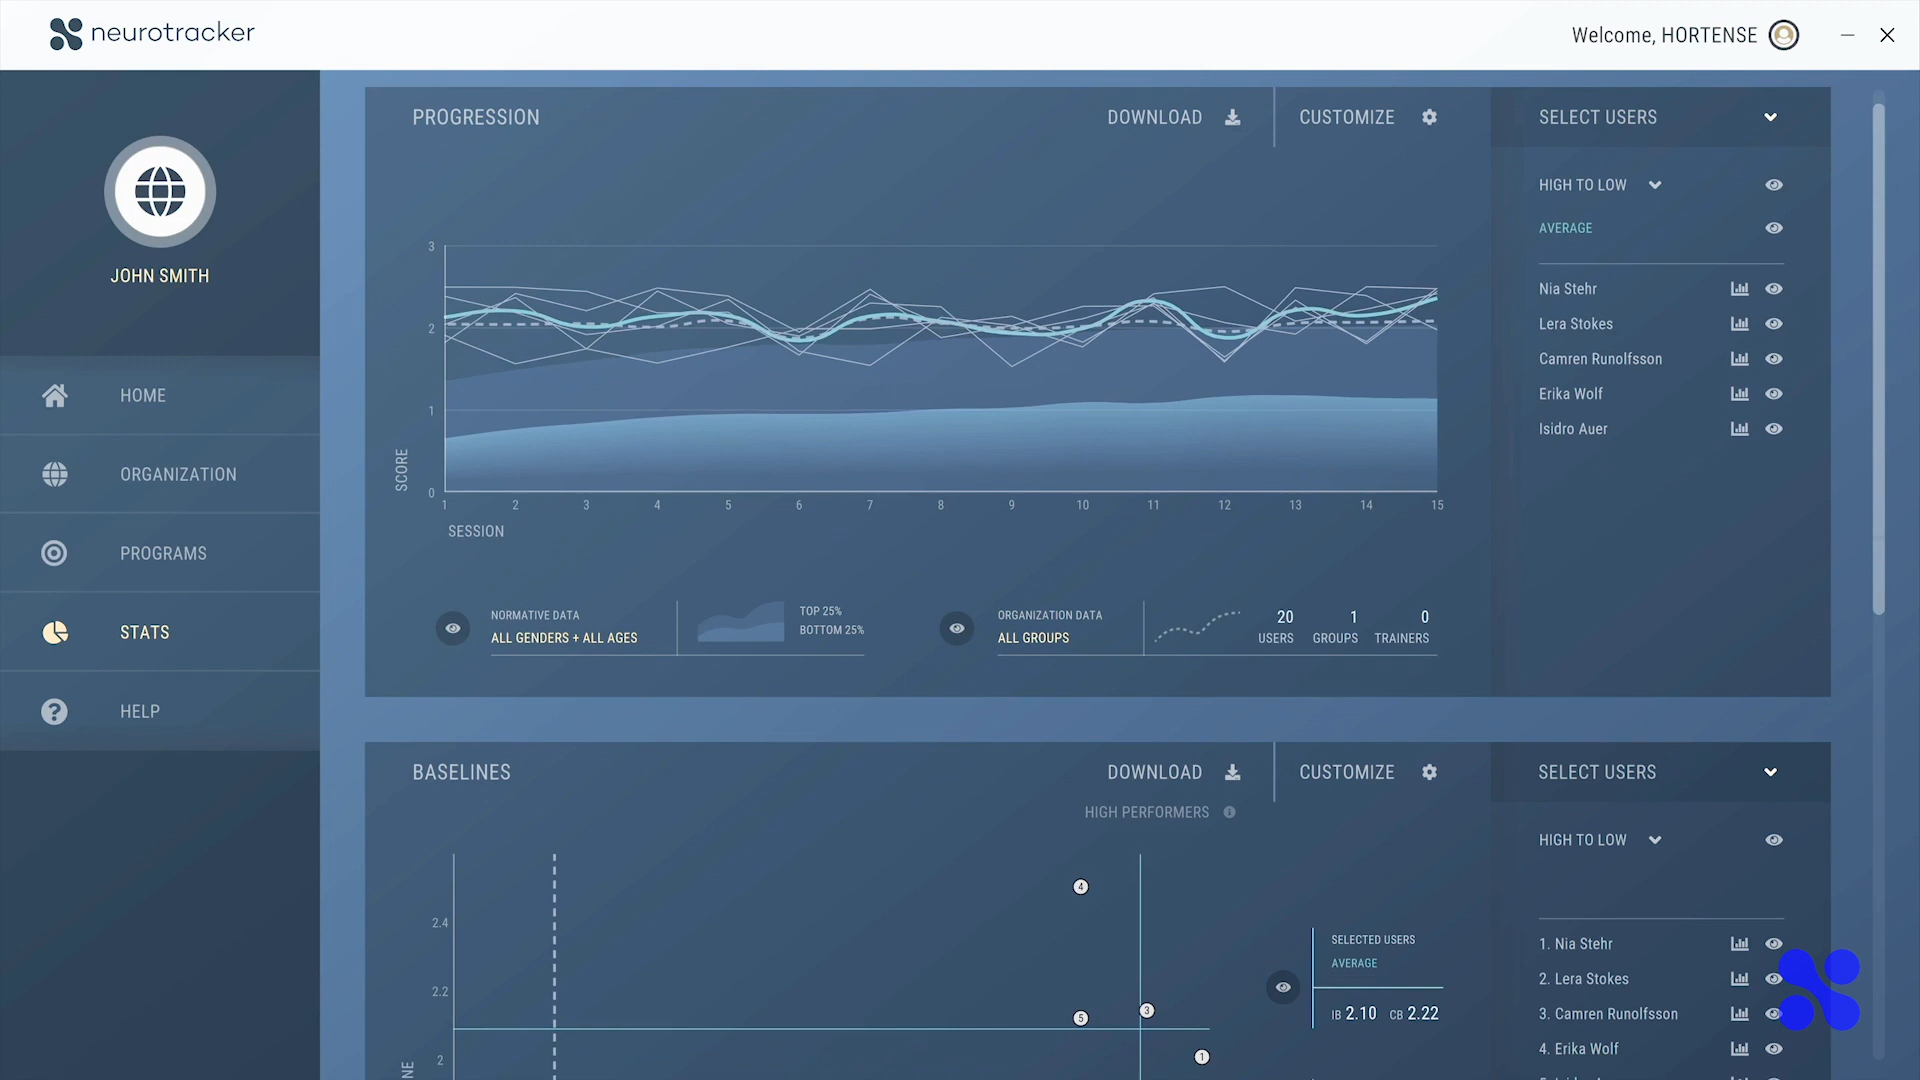 neurotracker
Welcome, HORTENSE
JOHN SMITH
HOME
ORGANIZATION
PROGRAMS
STATS
HELP
PROGRESSION
DOWNLOAD
CUSTOMIZE
SELECT USERS
HIGH TO LOW
AVERAGE
Nia Stehr
Lera Stokes
Camren Runolfsson
Erika Wolf
Isidro Auer
3
2
1
0
SCORE
1 2 3 4 5 6 7 8 9 10 11 12 13 14 15
SESSION
NORMATIVE DATA
ALL GENDERS + ALL AGES
TOP 25%
BOTTOM 25%
ORGANIZATION DATA
ALL GROUPS
20 1 0
USERS GROUPS TRAINERS
BASELINES
DOWNLOAD
CUSTOMIZE
HIGH PERFORMERS
SELECT USERS
HIGH TO LOW
1. Nia Stehr
2. Lera Stokes
3. Camren Runolfsson
4. Erika Wolf
2.4
2.2
2
4
5
3
1
SELECTED USERS
AVERAGE
IB 2.10 CB 2.22